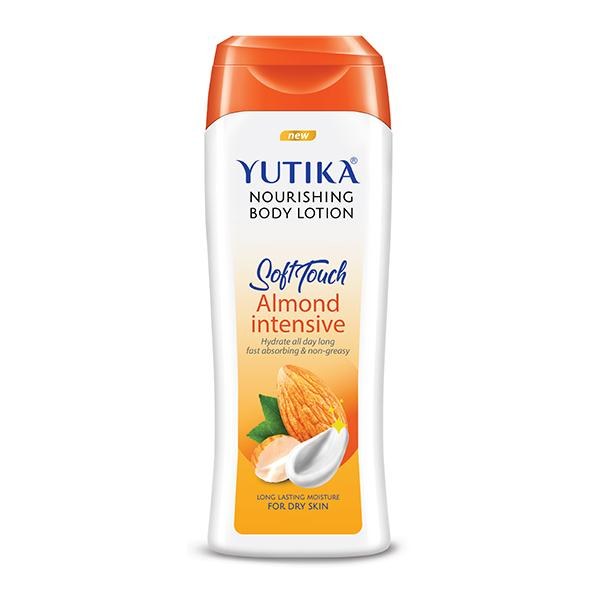 new
YUTIKA®
NOURISHING
BODY LOTION
Soft Touch
Almond
intensive
Hydrate all day long
fast absorbing & non-greasy
LONG LASTING MOISTURE
FOR DRY SKIN